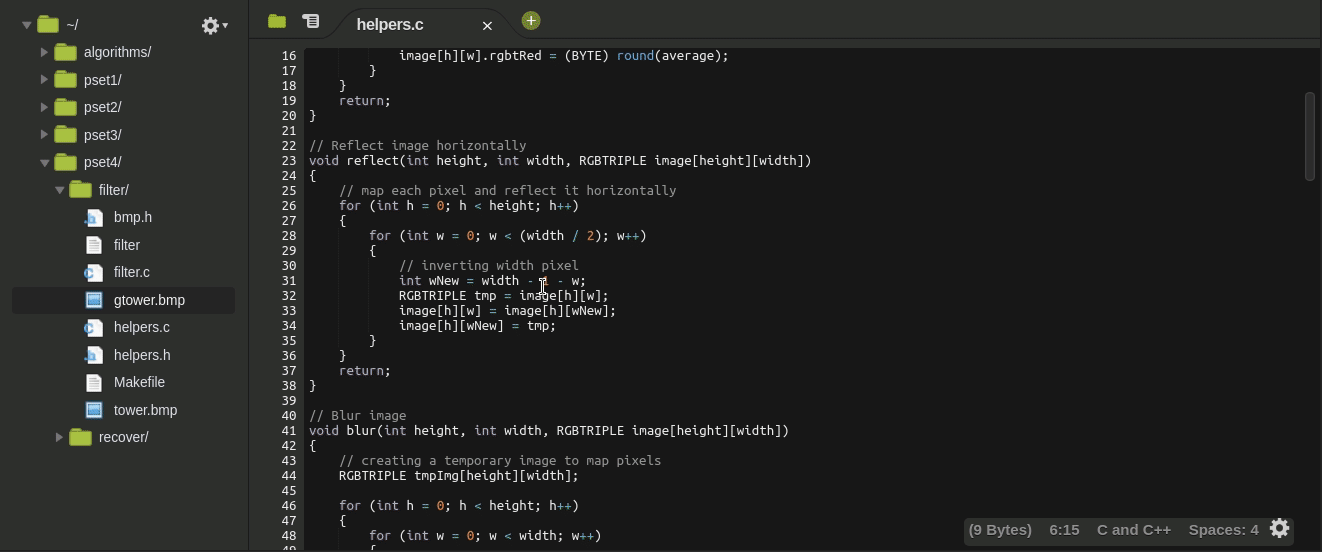 ~/
algorithms/
pset1/
pset2/
pset3/
pset4/
filter/
bmp.h
filter
filter.c
gtower.bmp
helpers.c
helpers.h
Makefile
tower.bmp
recover/
helpers.c ×
16 image[h][w].rgbtRed = (BYTE) round(average);
17 }
18 }
19 return;
20 }
21
22 // Reflect image horizontally
23 void reflect(int height, int width, RGBTRIPLE image[height][width])
24 {
25 // map each pixel and reflect it horizontally
26 for (int h = 0; h < height; h++)
27 {
28 for (int w = 0; w < (width / 2); w++)
29 {
30 // inverting width pixel
31 int wNew = width - 1 - w;
32 RGBTRIPLE tmp = image[h][w];
33 image[h][w] = image[h][wNew];
34 image[h][wNew] = tmp;
35 }
36 }
37 return;
38 }
39
40 // Blur image
41 void blur(int height, int width, RGBTRIPLE image[height][width])
42 {
43 // creating a temporary image to map pixels
44 RGBTRIPLE tmpImg[height][width];
45
46 for (int h = 0; h < height; h++)
47 {
48 for (int w = 0; w < width; w++)
49 {
(9 Bytes) 6:15 C and C++ Spaces: 4